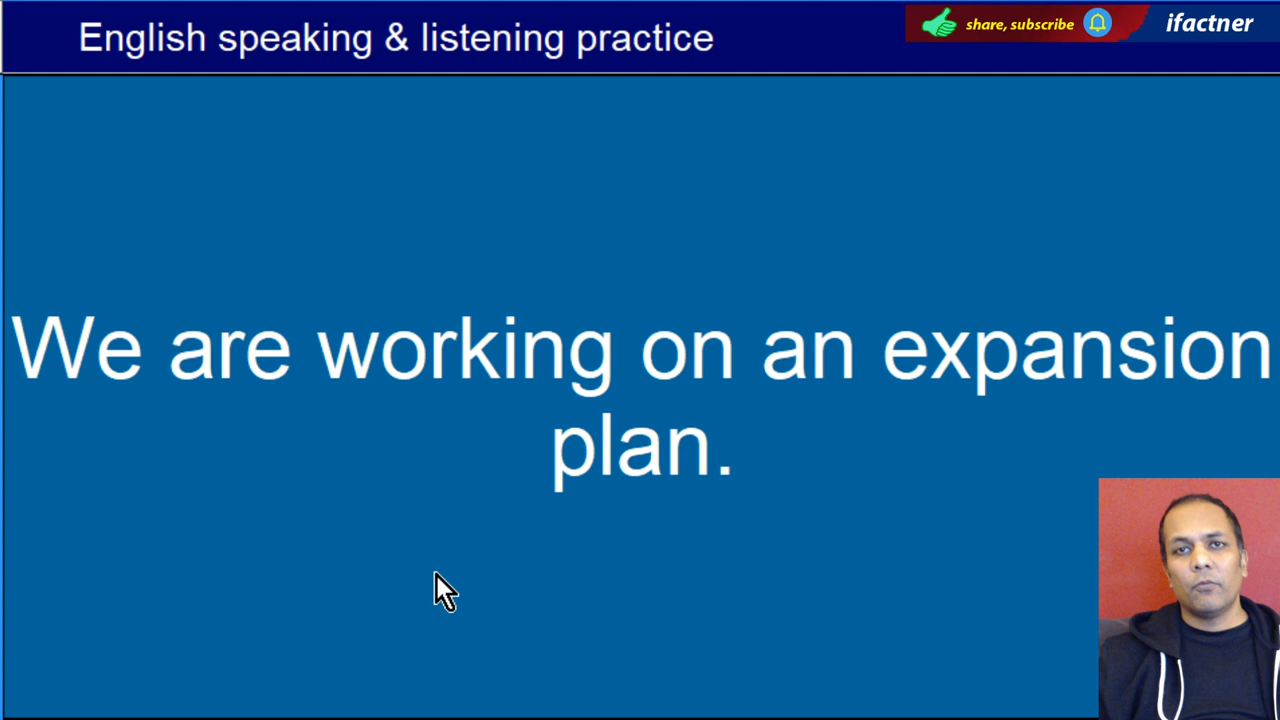 English speaking & listening practice
share, subscribe
ifactner
We are working on an expansion
plan.